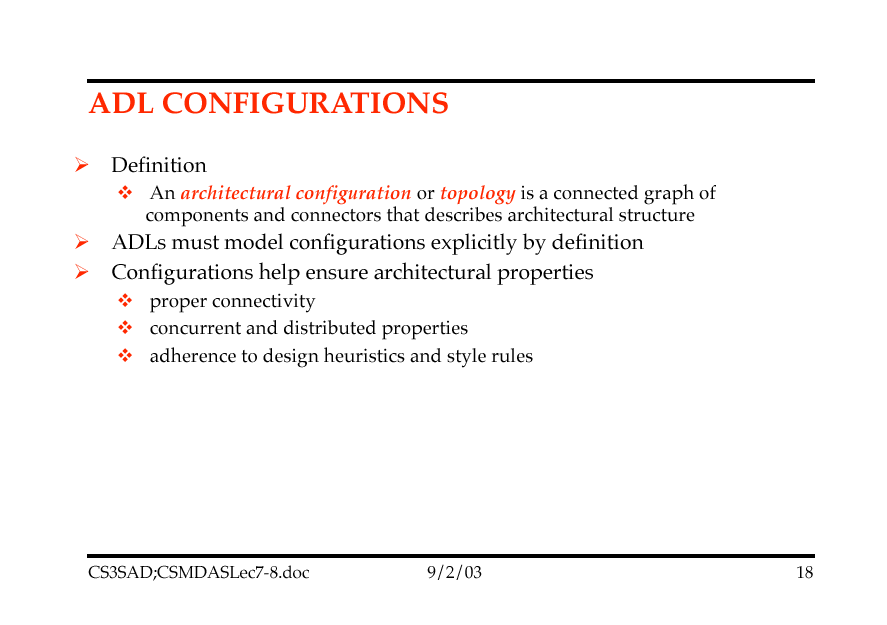 ADL CONFIGURATIONS
➢ Definition
❖ An architectural configuration or topology is a connected graph of
components and connectors that describes architectural structure
➢ ADLs must model configurations explicitly by definition
➢ Configurations help ensure architectural properties
❖ proper connectivity
❖ concurrent and distributed properties
❖ adherence to design heuristics and style rules
CS3SAD;CSMDASLec7-8.doc 9/2/03 18